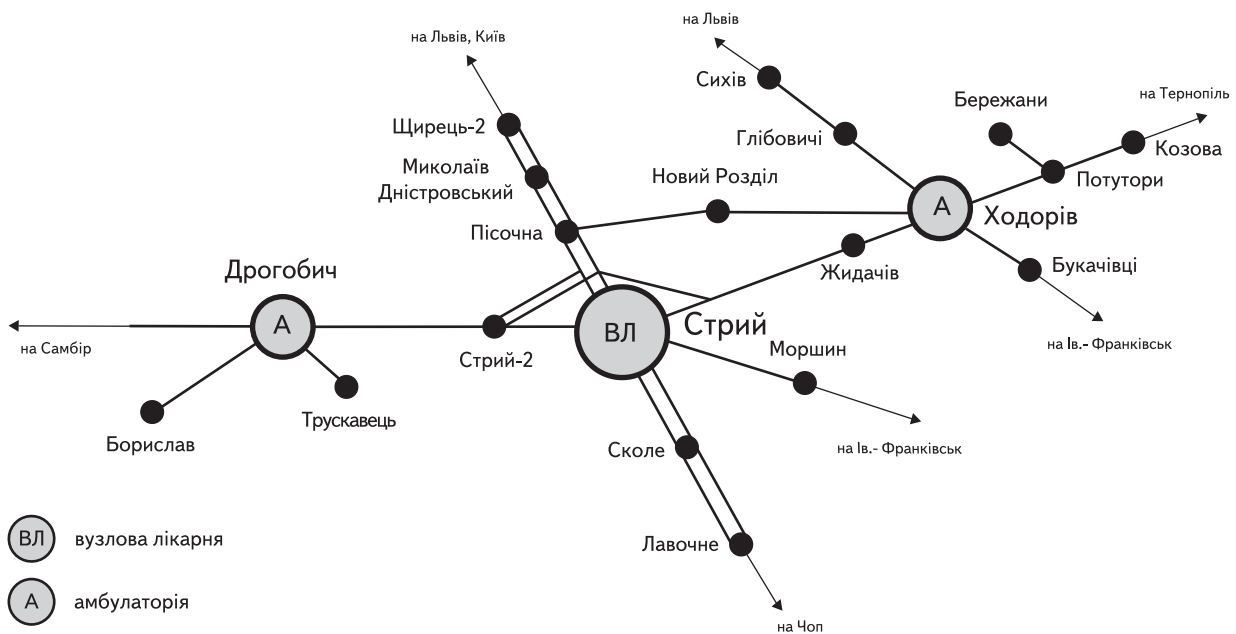 на Львів
на Львів, Київ
Сихів
Бережани
на Тернопіль
Щирець-2
Глібовичі
Козова
Миколаїв
Дністровський
Новий Розділ
Потутори
А
Ходорів
Пісочна
Жидачів
Букачівці
Дрогобич
А
ВЛ
Стрий
на Самбір
Стрий-2
Моршин
на Ів.- Франківськ
Трускавець
Борислав
Сколе
на Ів.- Франківськ
ВЛ вузлова лікарня
Лавочне
А амбулаторія
на Чоп